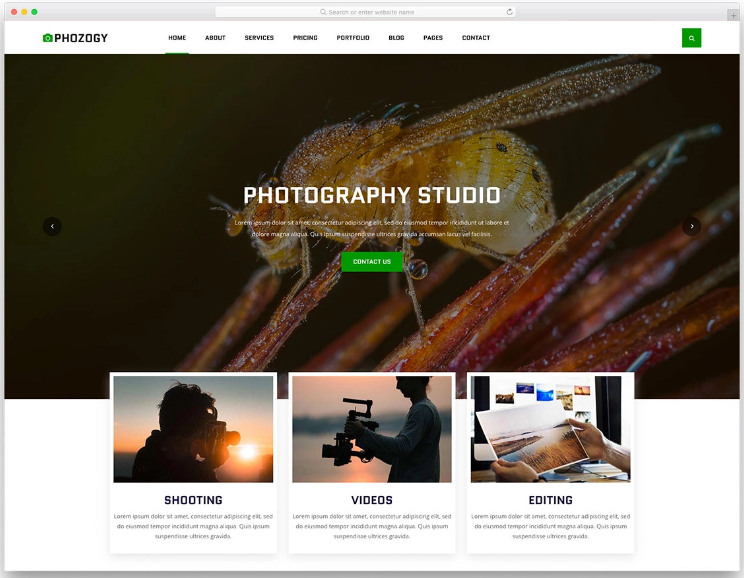 Search or enter website name
PHOZOGY
HOME ABOUT SERVICES PRICING PORTFOLIO BLOG PAGES CONTACT
PHOTOGRAPHY STUDIO
Lorem ipsum dolor sit amet, consectetur adipiscing elit, sed do eiusmod tempor incididunt ut labore et
dolore magna aliqua. Quis ipsum suspendisse ultrices gravida accumsan lacus vel facilisis.
CONTACT US
SHOOTING
Lorem ipsum dolor sit amet, consectetur adipiscing elit, sed
do eiusmod tempor incididunt magna aliqua. Quis ipsum
suspendisse ultrices gravida.
VIDEOS
Lorem ipsum dolor sit amet, consectetur adipiscing elit, sed
do eiusmod tempor incididunt magna aliqua. Quis ipsum
suspendisse ultrices gravida.
EDITING
Lorem ipsum dolor sit amet, consectetur adipiscing elit, sed
do eiusmod tempor incididunt magna aliqua. Quis ipsum
suspendisse ultrices gravida.